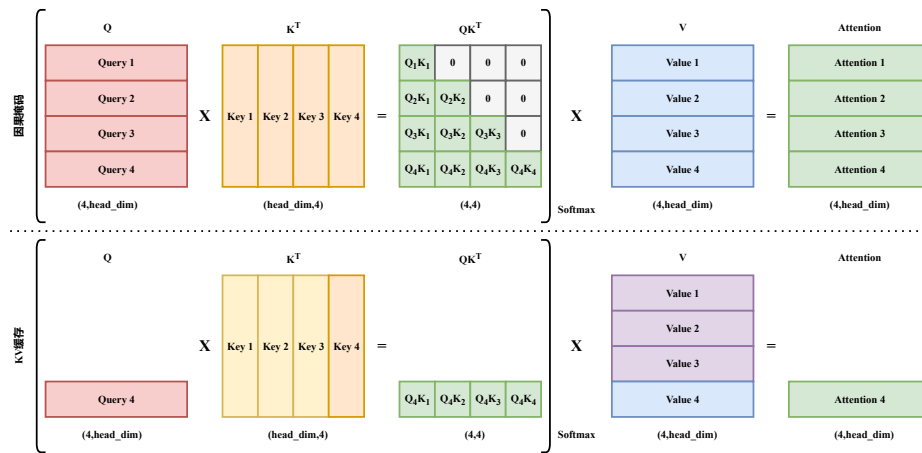 Q K^T QK^T V Attention
因果掩码
Query 1
Query 2
Query 3
Query 4
X
Key 1 Key 2 Key 3 Key 4
=
Q₁K₁ 0 0 0
Q₂K₁ Q₂K₂ 0 0
Q₃K₁ Q₃K₂ Q₃K₃ 0
Q₄K₁ Q₄K₂ Q₄K₃ Q₄K₄
X
Value 1
Value 2
Value 3
Value 4
=
Attention 1
Attention 2
Attention 3
Attention 4
(4,head_dim) (head_dim,4) (4,4) Softmax (4,head_dim) (4,head_dim)
Q K^T QK^T V Attention
KV缓存
Query 4
X
Key 1 Key 2 Key 3 Key 4
=
Q₄K₁ Q₄K₂ Q₄K₃ Q₄K₄
X
Value 1
Value 2
Value 3
Value 4
=
Attention 4
(4,head_dim) (head_dim,4) (4,4) Softmax (4,head_dim) (4,head_dim)